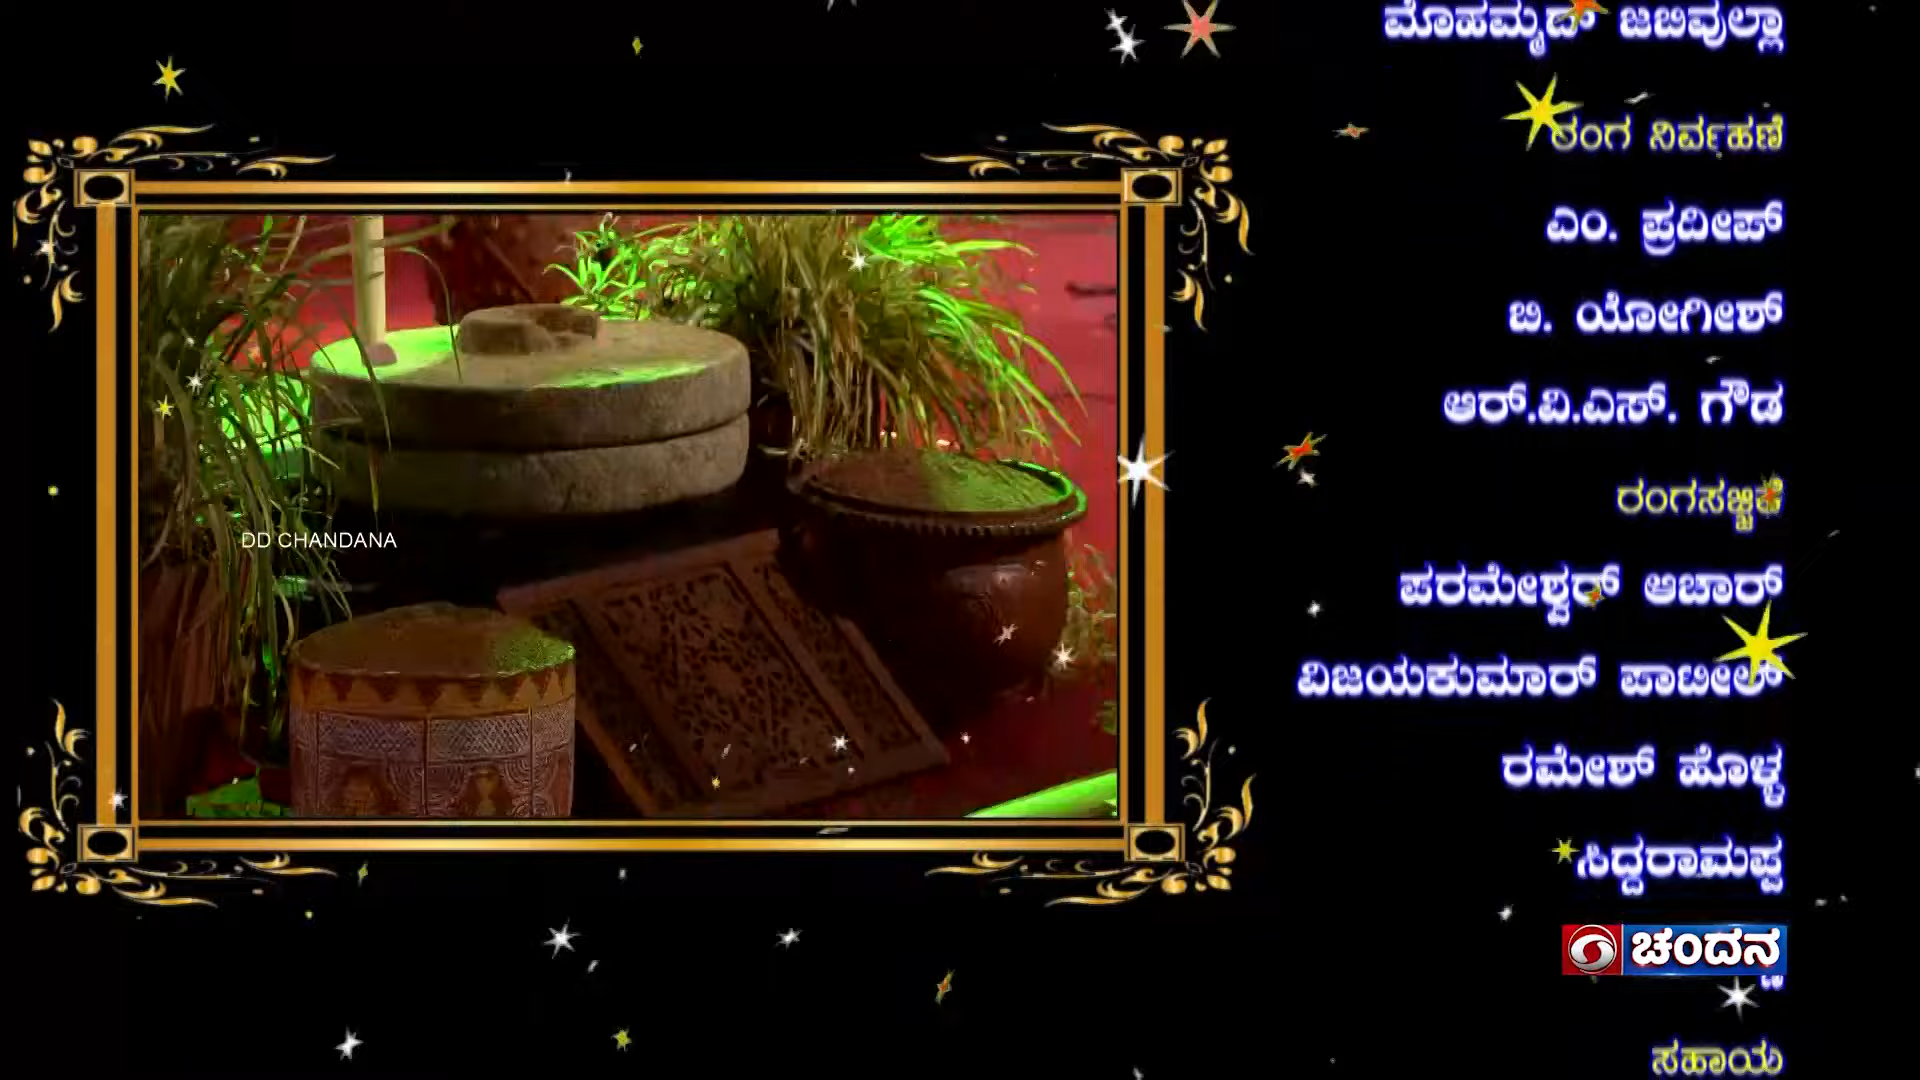 ಮೊಹಮ್ಮದ್ ಜಬಿವುಲ್ಲಾ
ರಂಗ ನಿರ್ವಹಣೆ
ಎಂ. ಪ್ರದೀಪ್
ಬಿ. ಯೋಗೀಶ್
ಆರ್.ವಿ.ಎಸ್. ಗೌಡ
ರಂಗಸಜ್ಜಿಕೆ
ಪರಮೇಶ್ವರ್ ಆಚಾರ್
ವಿಜಯಕುಮಾರ್ ಪಾಟೀಲ್
ರಮೇಶ್ ಹೊಳ್ಳ
ಸಿದ್ದರಾಮಪ್ಪ
ಚಂದನ
ಸಹಾಯ
DD CHANDANA